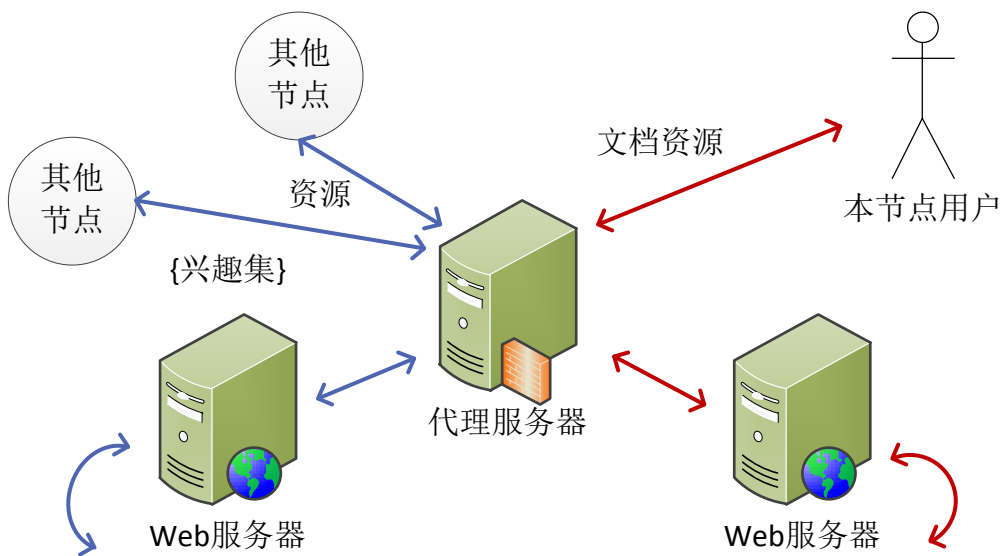 其他
节点
其他
节点
文档资源
资源
本节点用户
{兴趣集}
代理服务器
Web服务器
Web服务器